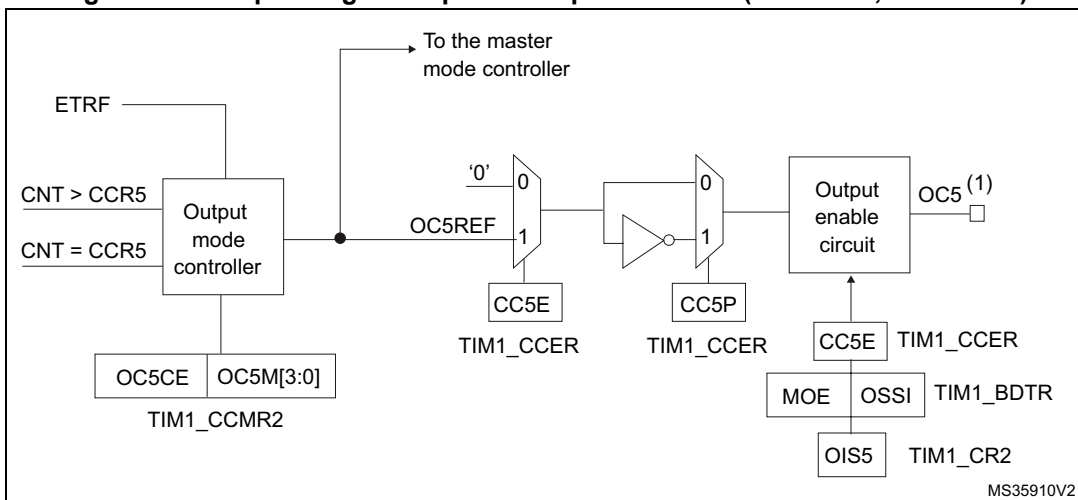 To the master
mode controller
ETRF
'0'
0
0
CNT > CCR5
Output
mode
controller
OC5REF
1
1
Output
enable
circuit
OC5 (1)
CNT = CCR5
CC5E
CC5P
TIM1_CCER
TIM1_CCER
CC5E
TIM1_CCER
OC5CE
OC5M[3:0]
MOE
OSSI
TIM1_BDTR
TIM1_CCMR2
OIS5
TIM1_CR2
MS35910V2